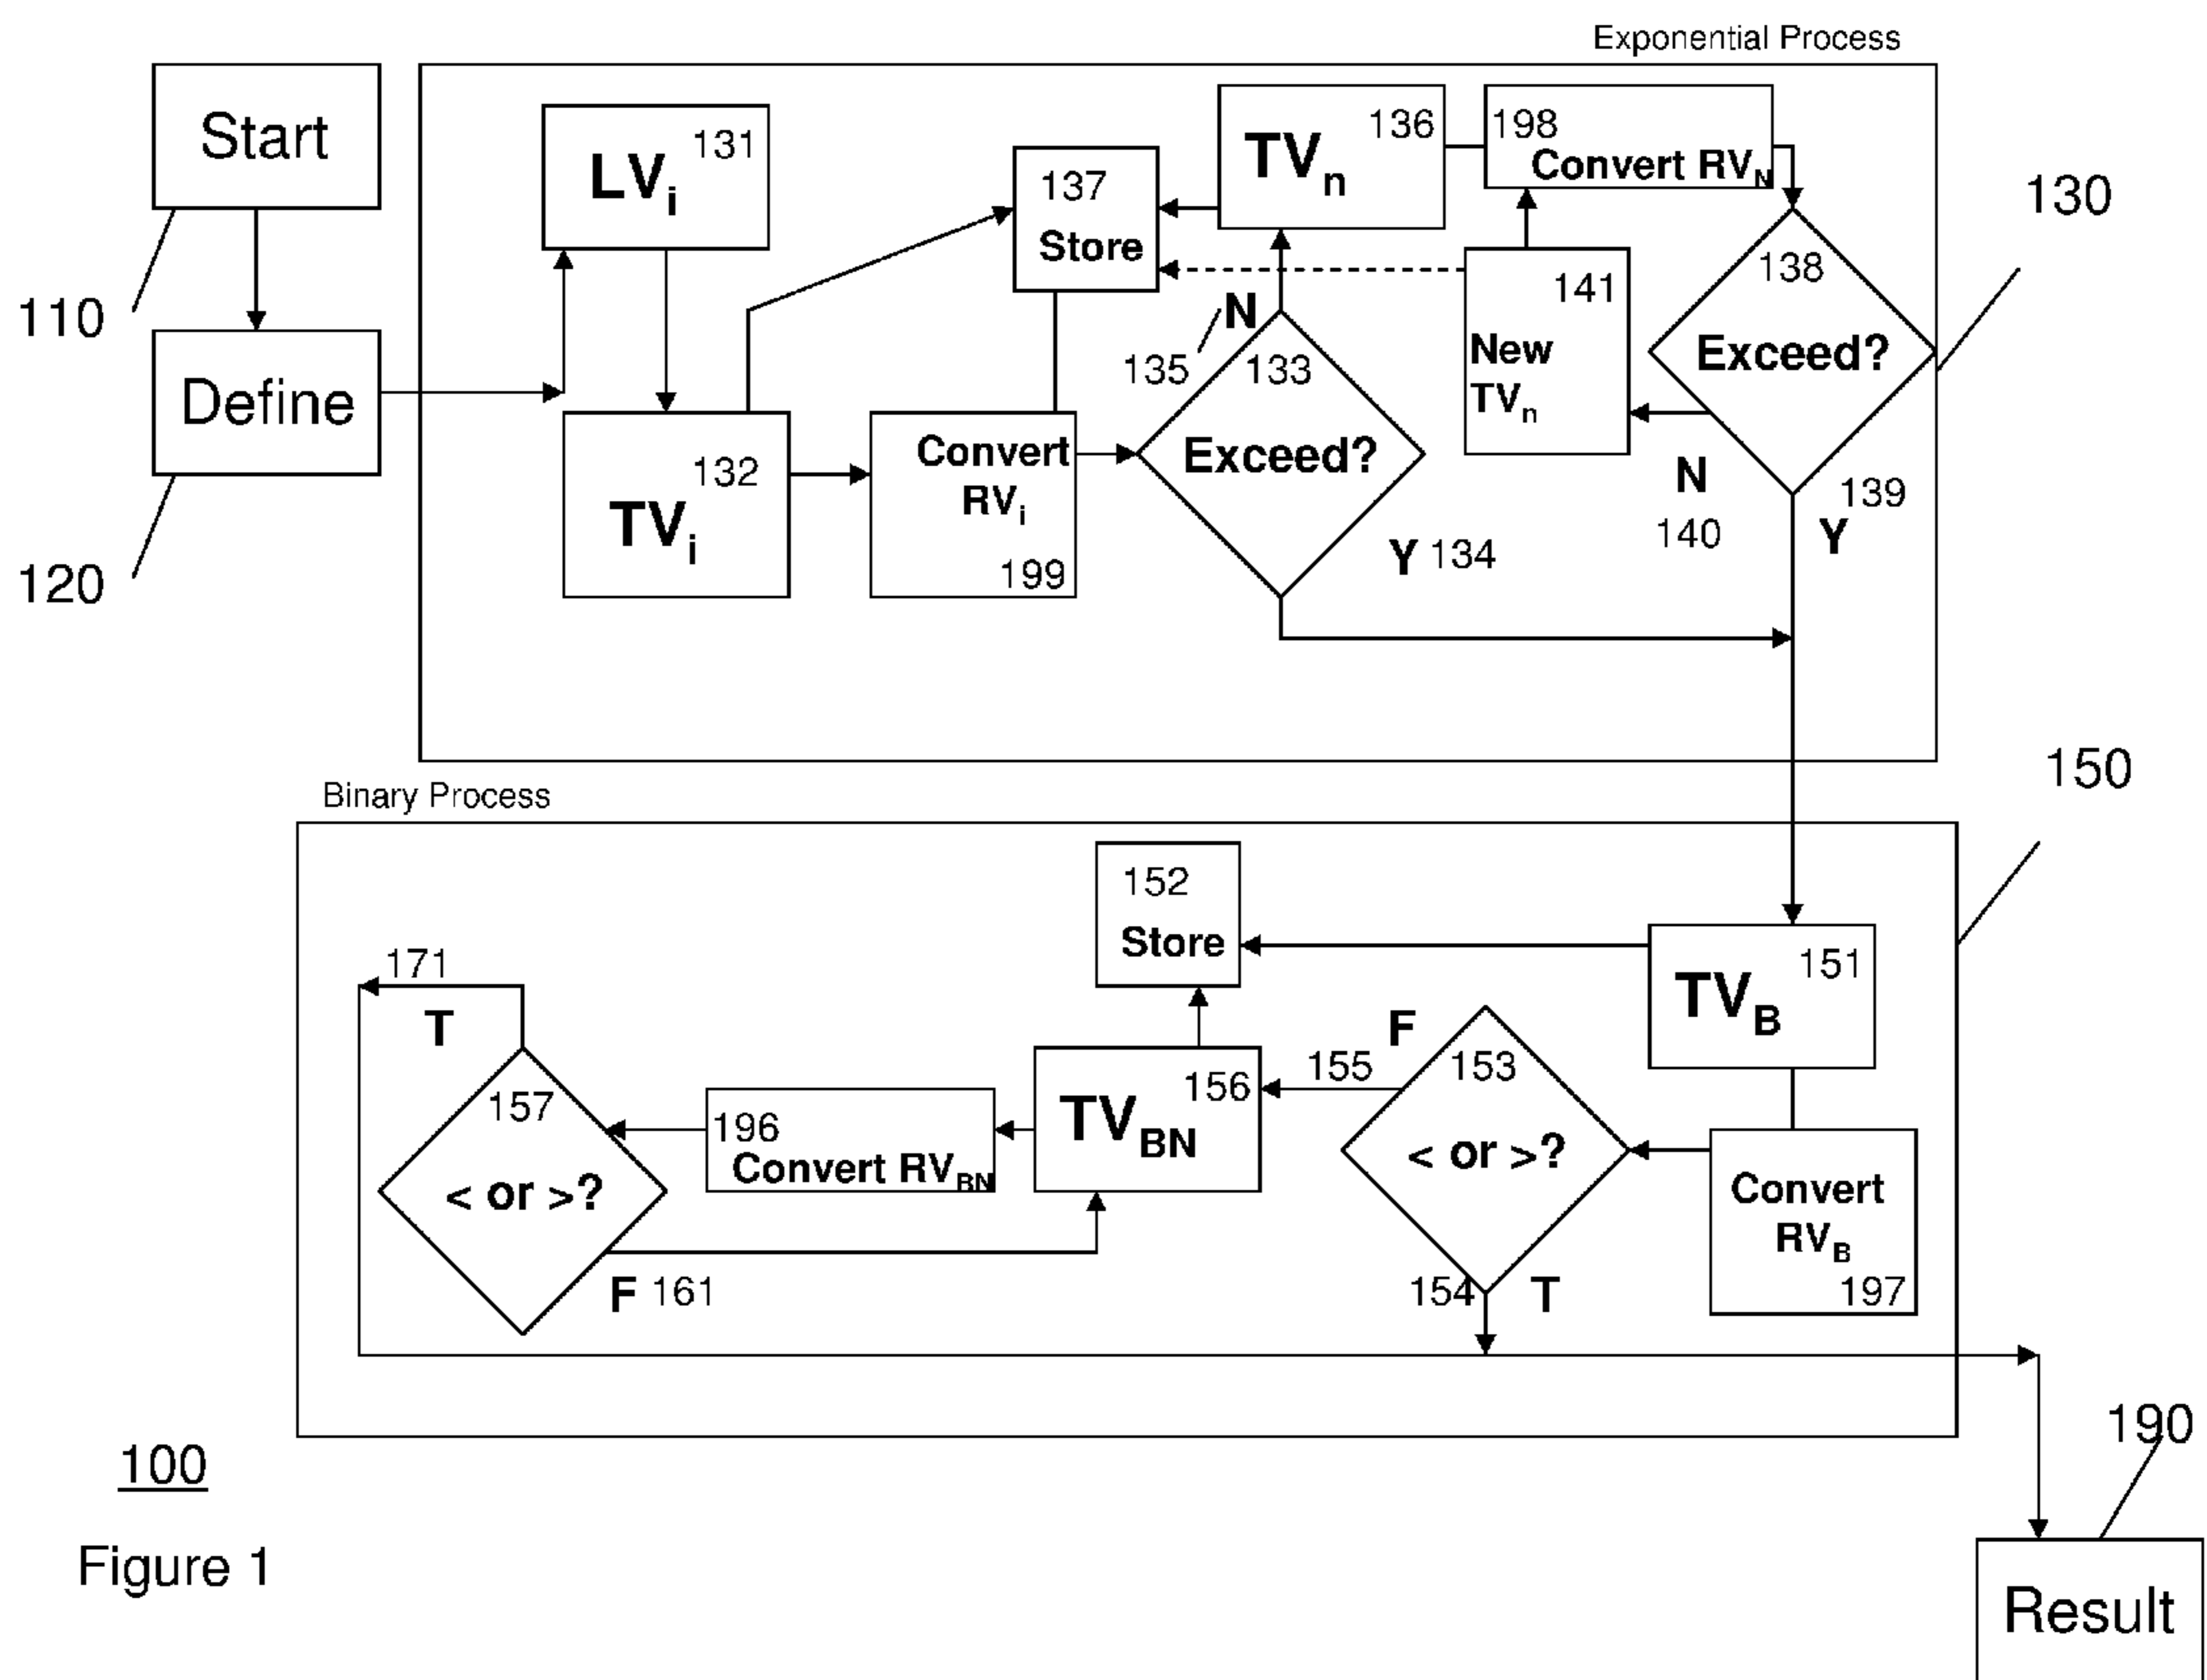 Exponential Process
Start
110
Define
120
131
LVi
132
TVi
137
Store
Convert
RVi
199
136
TVn
198
Convert RVN
N
135
133
Exceed?
Y 134
141
New
TVn
138
Exceed?
N
140
139
Y
130
Binary Process
150
152
Store
151
TVB
171
T
157
< or >?
F 161
196
Convert RVBN
156
TVBN
155
F
153
< or >?
154
T
Convert
RVB
197
190
Result
100
Figure 1